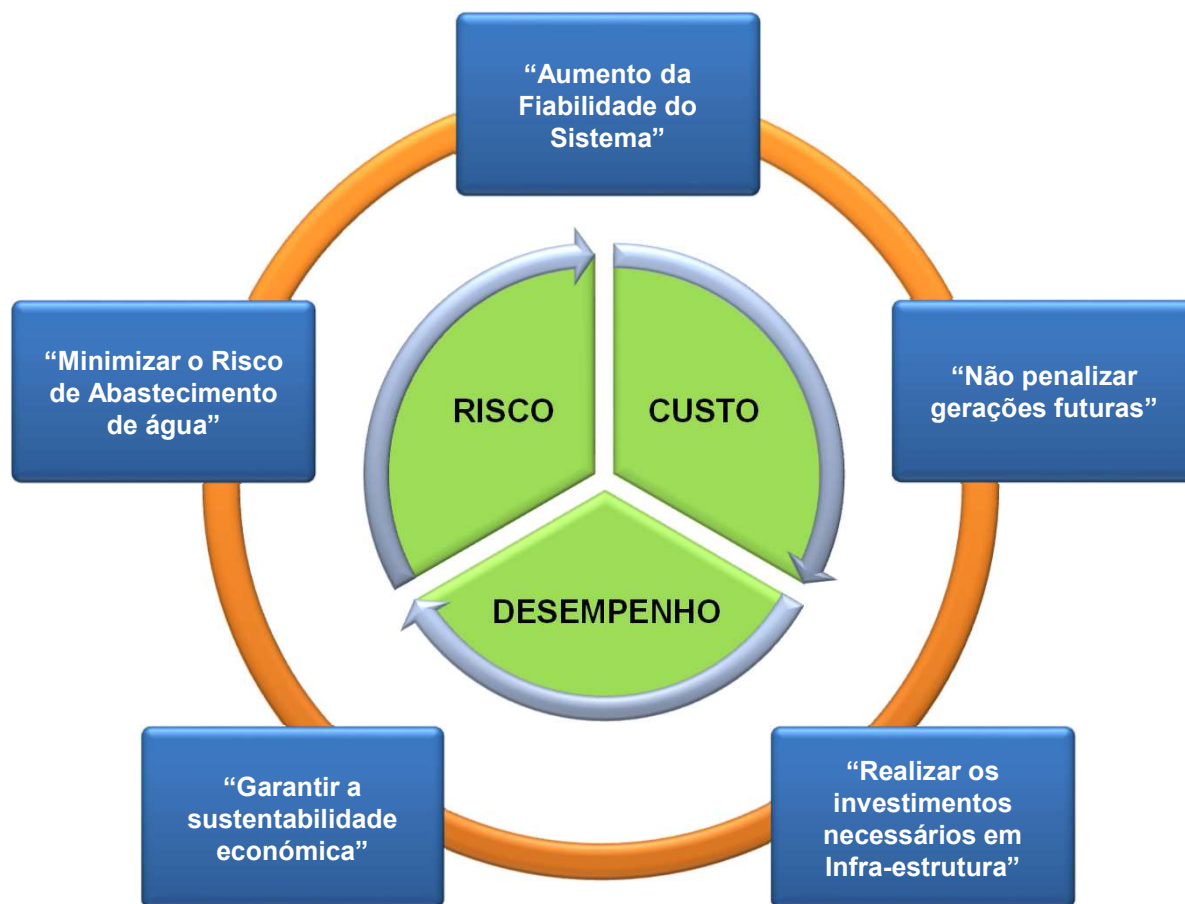 “Aumento da
Fiabilidade do
Sistema”
“Minimizar o Risco
de Abastecimento
de água”
“Não penalizar
gerações futuras”
RISCO
CUSTO
DESEMPENHO
“Garantir a
sustentabilidade
económica”
“Realizar os
investimentos
necessários em
Infra-estrutura”